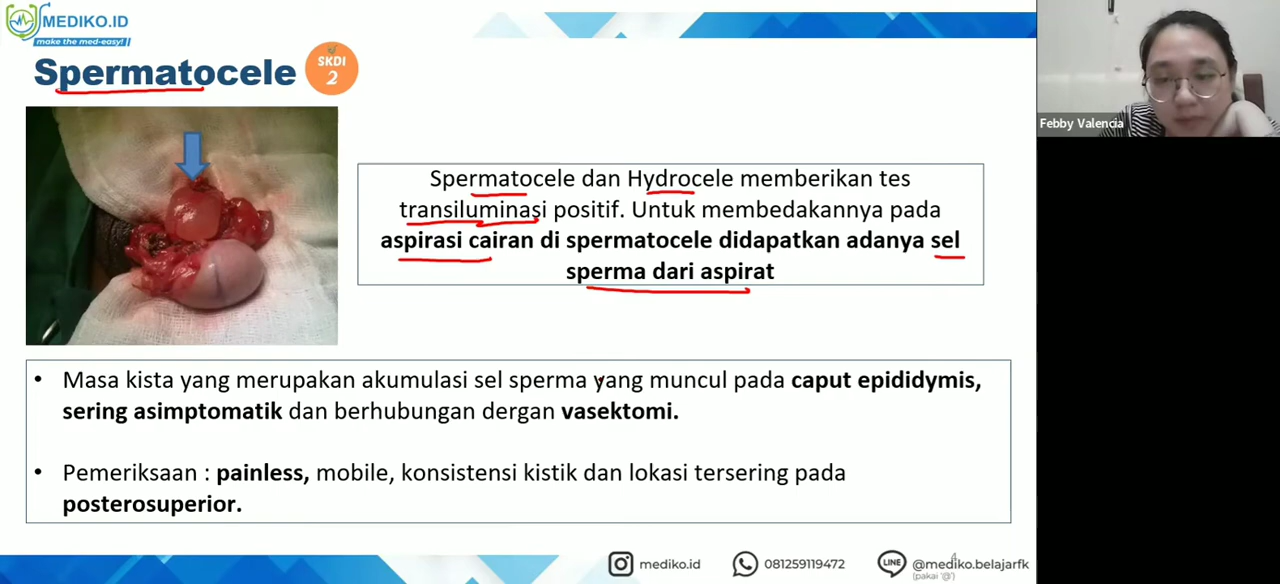 MEDIKO.ID
make the med-easy!
Spermatocele
SKDI
2
Febby Valencia
Spermatocele dan Hydrocele memberikan tes
transiluminasi positif. Untuk membedakannya pada
aspirasi cairan di spermatocele didapatkan adanya sel
sperma dari aspirat
• Masa kista yang merupakan akumulasi sel sperma yang muncul pada caput epididymis,
sering asimptomatik dan berhubungan dergan vasektomi.
• Pemeriksaan : painless, mobile, konsistensi kistik dan lokasi tersering pada
posterosuperior.
mediko.id
081259119472
LINE
@mediko.belajarfk
(pakai '@')
4